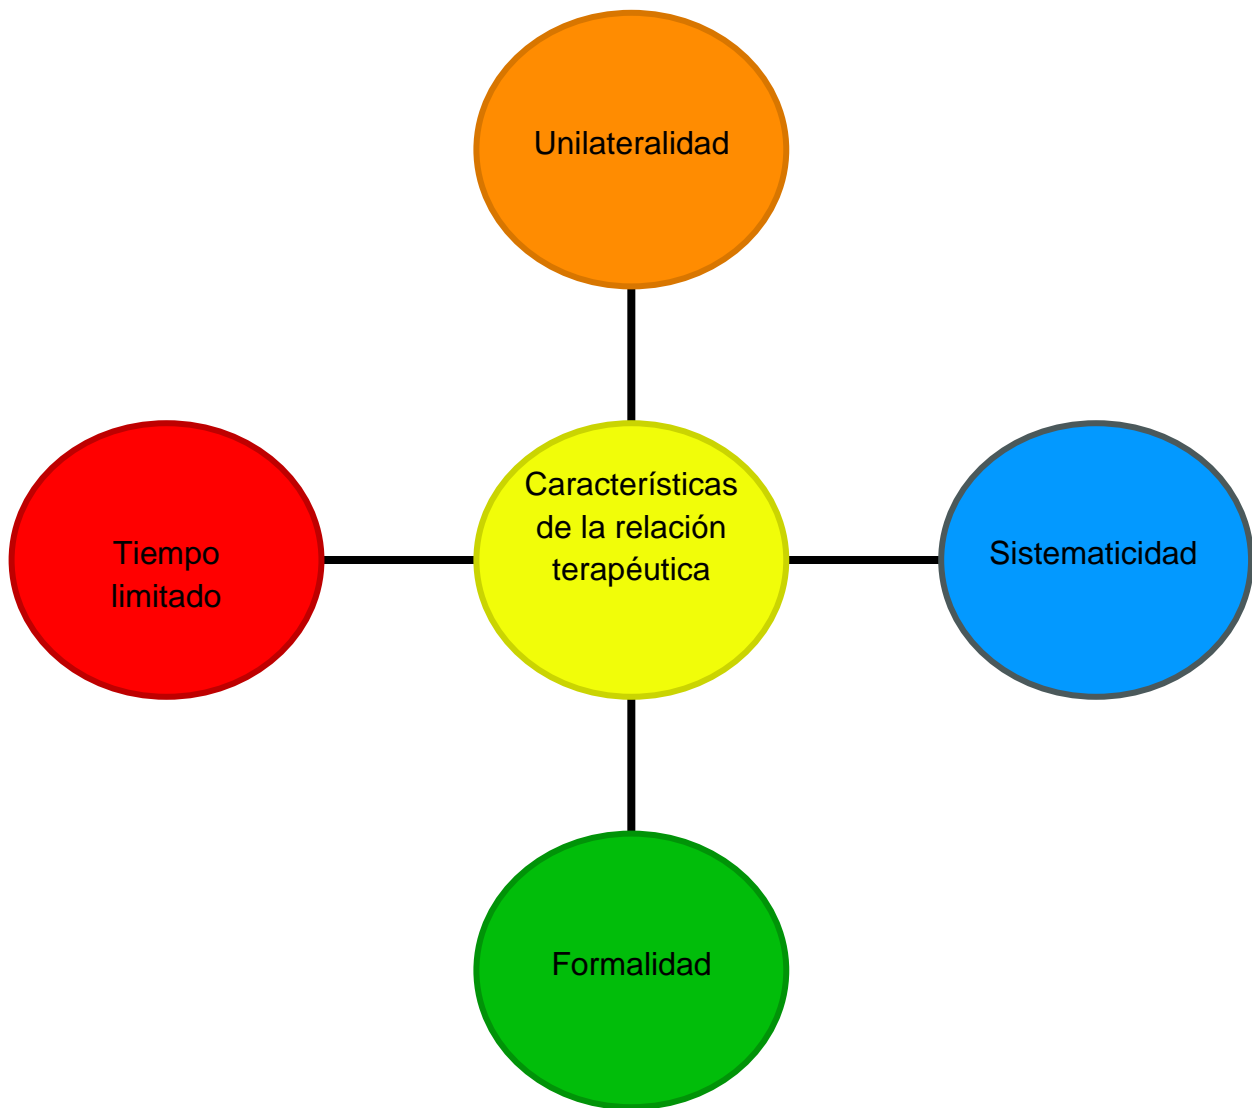 Unilateralidad
Características
de la relación
terapéutica
Tiempo
limitado
Sistematicidad
Formalidad